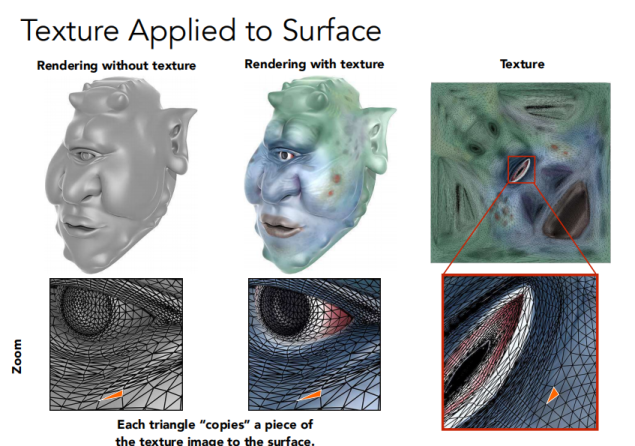 Texture Applied to Surface
Rendering without texture
Rendering with texture
Texture
Zoom
Each triangle “copies” a piece of
the texture image to the surface.